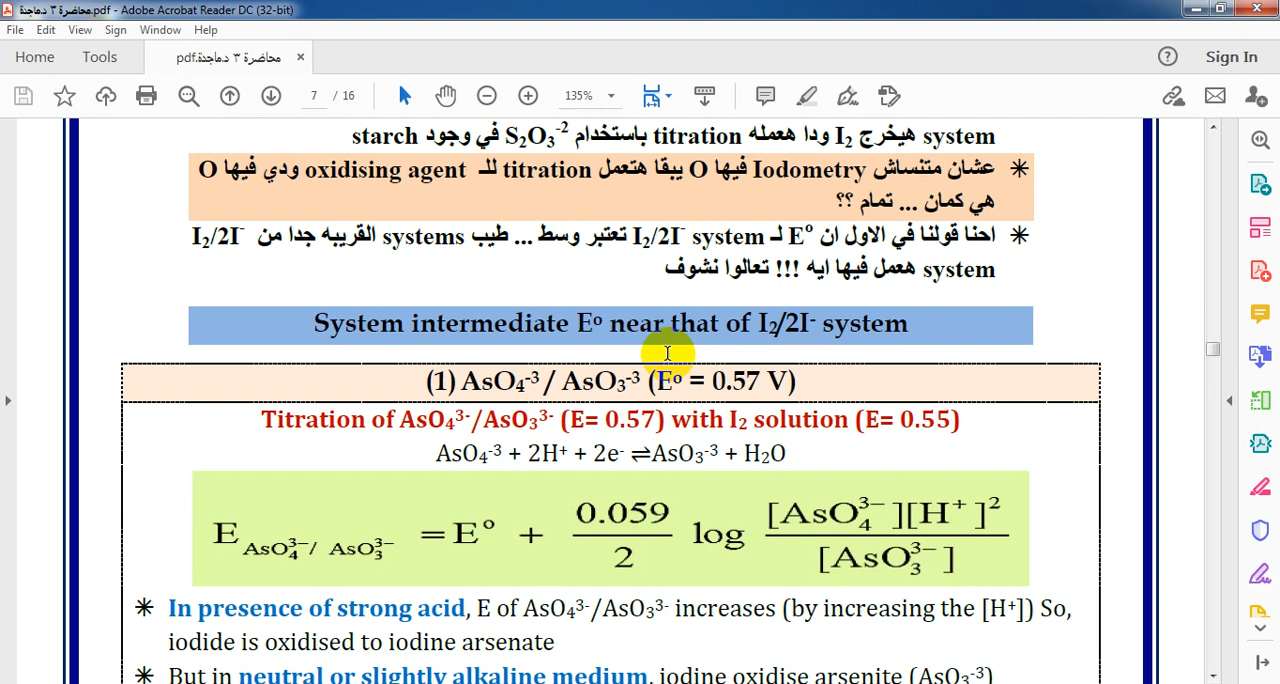 محاضرة ٣ د.ماجدة.pdf - Adobe Acrobat Reader DC (32-bit)
File Edit View Sign Window Help
Home Tools محاضرة ٣ د.ماجدة.pdf × ? Sign In
7 / 16 135%
system هيخرج I₂ ودا هعمله titration باستخدام S₂O₃⁻² في وجود starch
✳ عشان متنساش Iodometry فيها O يبقا هتعمل titration للـ oxidising agent ودي فيها O
هي كمان ... تمام ؟؟
✳ احنا قولنا في الاول ان Eº لـ I₂/2I⁻ system تعتبر وسط ... طيب systems القريبه جدا من I₂/2I⁻
system هعمل فيها ايه !!! تعالوا نشوف
System intermediate Eº near that of I₂/2I⁻ system
(1) AsO₄⁻³ / AsO₃⁻³ (Eº = 0.57 V)
Titration of AsO₄³⁻/AsO₃³⁻ (E= 0.57) with I₂ solution (E= 0.55)
AsO₄⁻³ + 2H⁺ + 2e⁻ ⇌AsO₃⁻³ + H₂O
E AsO₄³⁻/ AsO₃³⁻ = E° + 0.059/2 log [AsO₄³⁻][H⁺]²/[AsO₃³⁻]
✳ In presence of strong acid, E of AsO₄³⁻/AsO₃³⁻ increases (by increasing the [H⁺]) So,
iodide is oxidised to iodine arsenate
✳ But in neutral or slightly alkaline medium, iodine oxidise arsenite (AsO₃⁻³)